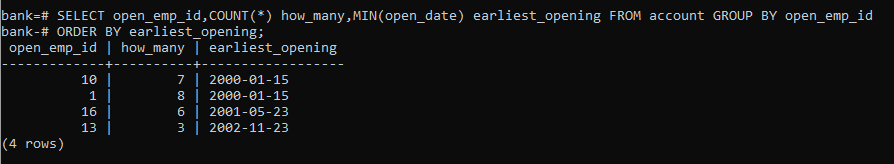 bank=# SELECT open_emp_id,COUNT(*) how_many,MIN(open_date) earliest_opening FROM account GROUP BY open_emp_id
bank-# ORDER BY earliest_opening;
 open_emp_id | how_many | earliest_opening
-------------+----------+------------------
          10 |        7 | 2000-01-15
           1 |        8 | 2000-01-15
          16 |        6 | 2001-05-23
          13 |        3 | 2002-11-23
(4 rows)